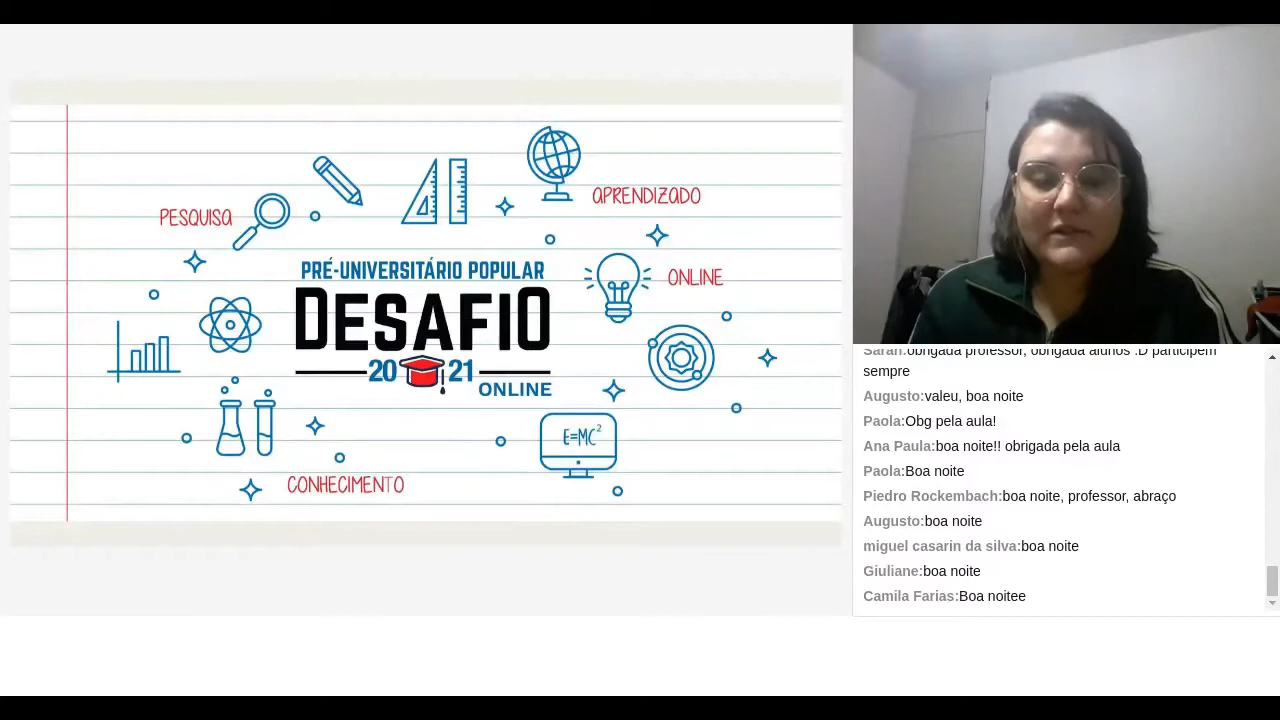 APRENDIZADO
PESQUISA
PRÉ-UNIVERSITÁRIO POPULAR
ONLINE
DESAFIO
2021
ONLINE
E=MC²
CONHECIMENTO
Sarah:obrigada professor, obrigada alunos :D participem
sempre
Augusto:valeu, boa noite
Paola:Obg pela aula!
Ana Paula:boa noite!! obrigada pela aula
Paola:Boa noite
Piedro Rockembach:boa noite, professor, abraço
Augusto:boa noite
miguel casarin da silva:boa noite
Giuliane:boa noite
Camila Farias:Boa noitee